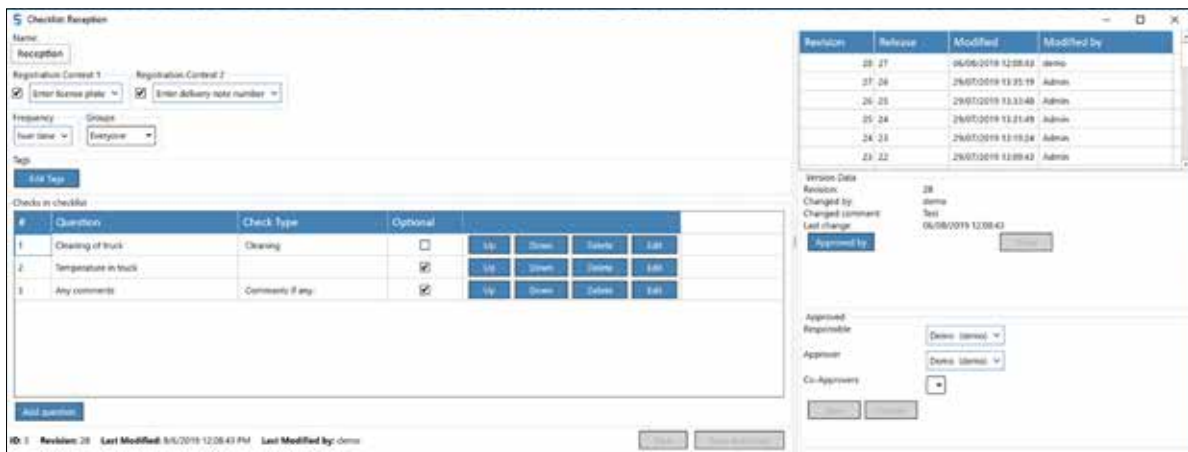 Checklist Reception
Name
Reception
Registration Context 1 Registration Context 2
Enter license plate Enter delivery note number
Frequency Groups
Everyone
Tags
Edit Tags
Checks in checklist
# Question Check Type Optional
1 Cleaning of truck Cleaning Up Down Delete Edit
2 Temperature in truck Up Down Delete Edit
3 Any comments Comments if any Up Down Delete Edit
Add question
ID: 3 Revision: 28 Last Modified: 8/6/2019 12:08:43 PM Last Modified by: demo
Revision Release Modified Modified by
28 27 06/08/2019 12:08:43 demo
27 26 29/07/2019 13:35:19 Admin
26 25 29/07/2019 13:33:48 Admin
25 24 29/07/2019 13:21:49 Admin
24 23 29/07/2019 13:19:24 Admin
23 22 29/07/2019 13:09:43 Admin
Version Data
Revision: 28
Changed by demo
Changed comment Test
Last change: 06/08/2019 12:08:43
Approved by
Approved
Responsible Demo (demo)
Approver Demo (demo)
Co-Approvers